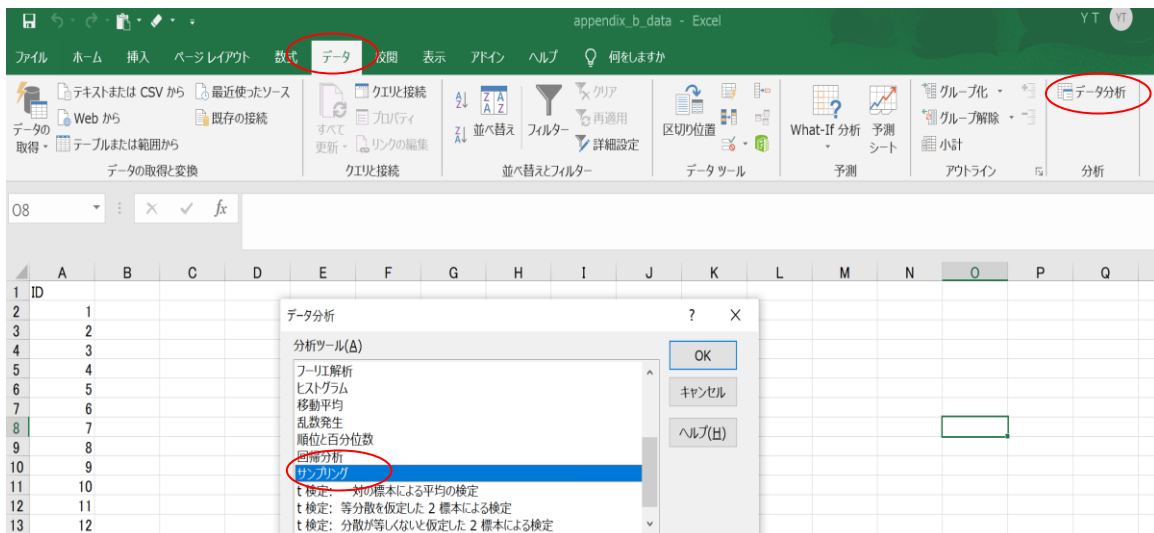 appendix_b_data - Excel
Y T
YT
ファイル ホーム 挿入 ページ レイアウト 数式 データ 校閲 表示 アドイン ヘルプ 何をしますか
データの取得
テキストまたは CSV から
Web から
テーブルまたは範囲から
最近使ったソース
既存の接続
データの取得と変換
すべて更新
クエリと接続
プロパティ
リンクの編集
クエリと接続
並べ替え
フィルター
クリア
再適用
詳細設定
並べ替えとフィルター
区切り位置
データ ツール
What-If 分析
予測シート
予測
グループ化
グループ解除
小計
アウトライン
データ分析
分析
O8
fx
A B C D E F G H I J K L M N O P Q
1 ID
2 1
3 2
4 3
5 4
6 5
7 6
8 7
9 8
10 9
11 10
12 11
13 12
データ分析 ?
分析ツール(A)
フーリエ解析
ヒストグラム
移動平均
乱数発生
順位と百分位数
回帰分析
サンプリング
t 検定: 一対の標本による平均の検定
t 検定: 等分散を仮定した 2 標本による検定
t 検定: 分散が等しくないと仮定した 2 標本による検定
OK
キャンセル
ヘルプ(H)